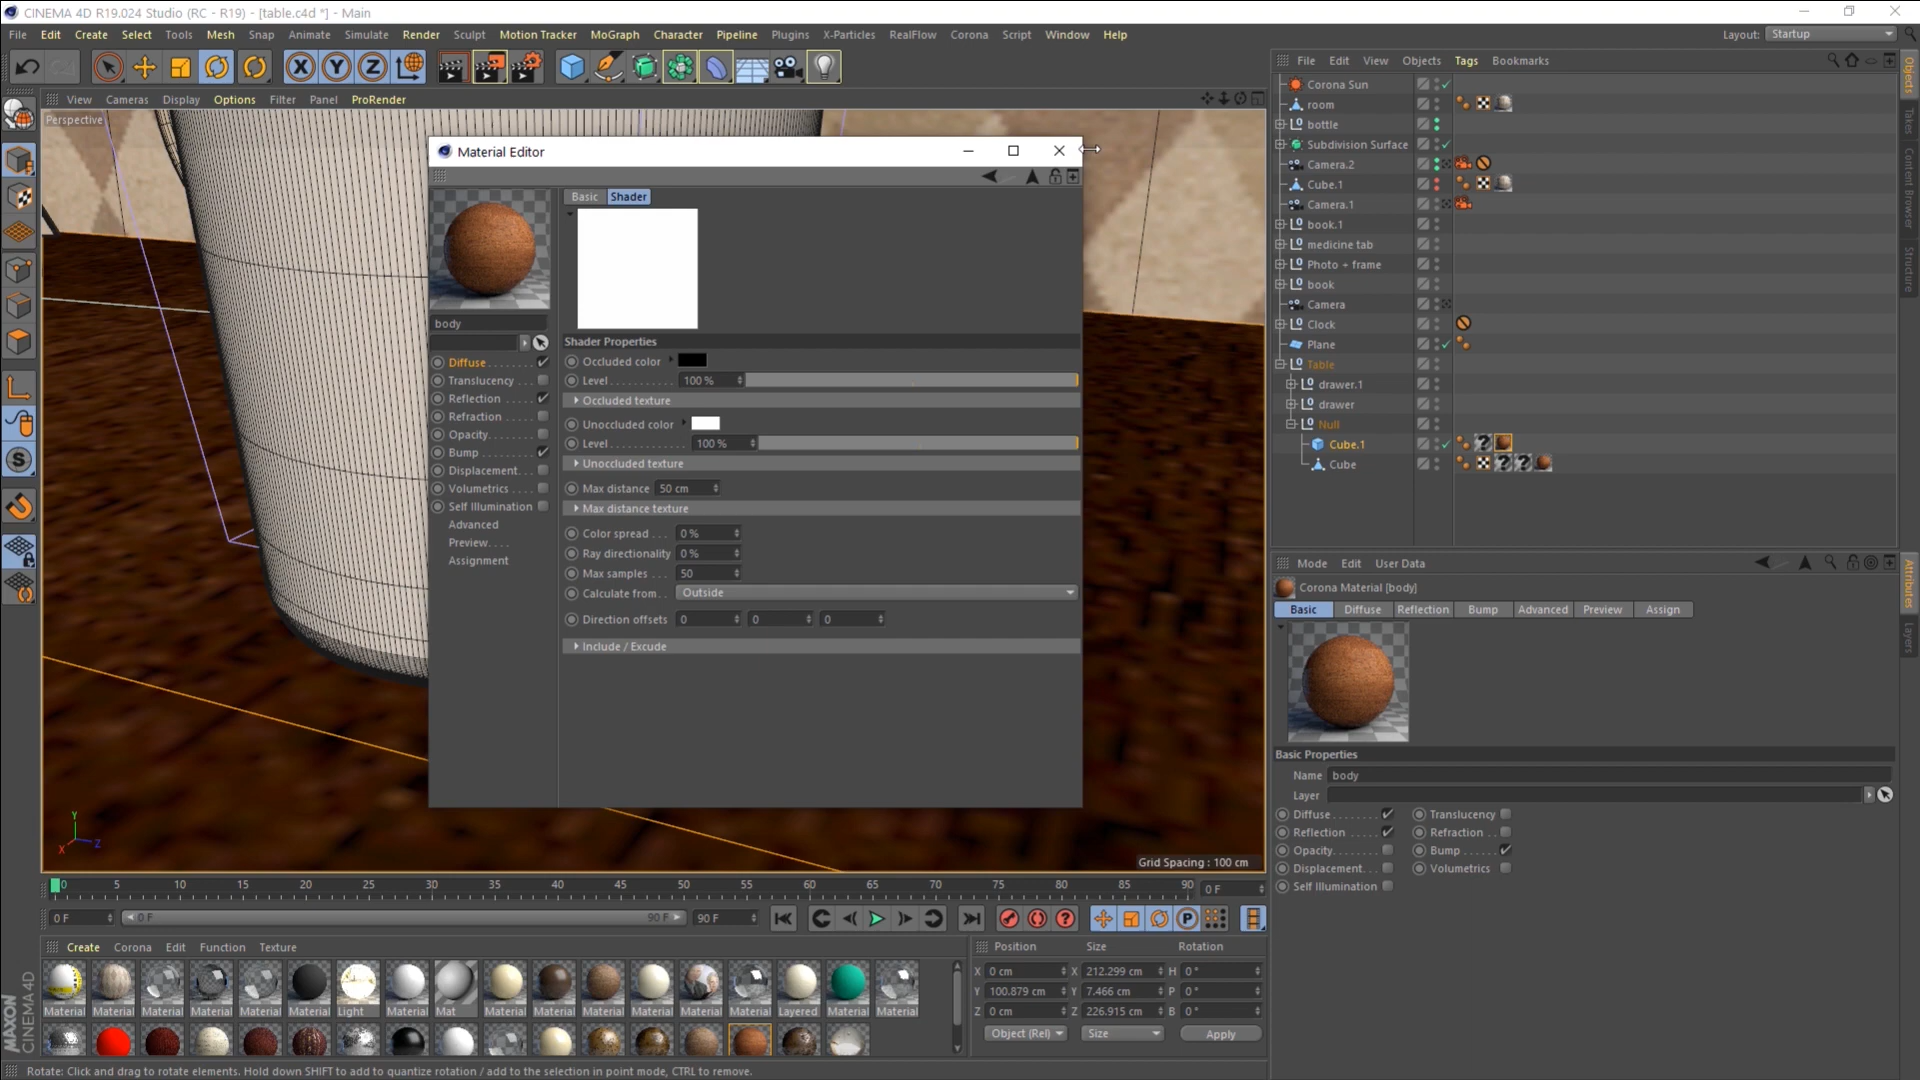 CINEMA 4D R19.024 Studio (RC - R19) - [table.c4d *] - Main
File Edit Create Select Tools Mesh Snap Animate Simulate Render Sculpt Motion Tracker MoGraph Character Pipeline Plugins X-Particles RealFlow Corona Script Window Help
Layout: Startup
X Y Z
View Cameras Display Options Filter Panel ProRender
Perspective
Material Editor
Basic Shader
body
Diffuse
Translucency
Reflection
Refraction
Opacity
Bump
Displacement
Volumetrics
Self Illumination
Advanced
Preview
Assignment
Shader Properties
Occluded color
Level 100 %
Occluded texture
Unoccluded color
Level 100 %
Unoccluded texture
Max distance 50 cm
Max distance texture
Color spread 0 %
Ray directionality 0 %
Max samples 50
Calculate from Outside
Direction offsets 0 0 0
Include / Excude
Y
X Z
Grid Spacing : 100 cm
0 5 10 15 20 25 30 35 40 45 50 55 60 65 70 75 80 85 90 0 F
0 F 0 F 90 F 90 F
Create Corona Edit Function Texture
Material Material Material Material Material Material Light Material Mat Material Material Material Material Material Material Layered Material Material
Position Size Rotation
X 0 cm X 212.299 cm H 0 °
Y 100.879 cm Y 7.466 cm P 0 °
Z 0 cm Z 226.915 cm B 0 °
Object (Rel) Size Apply
Rotate: Click and drag to rotate elements. Hold down SHIFT to add to quantize rotation / add to the selection in point mode, CTRL to remove.
MAXON
CINEMA4D
File Edit View Objects Tags Bookmarks
Corona Sun
room
bottle
Subdivision Surface
Camera.2
Cube.1
Camera.1
book.1
medicine tab
Photo + frame
book
Camera
Clock
Plane
Table
drawer.1
drawer
Null
Cube.1
Cube
Objects
Takes
Content Browser
Structure
Mode Edit User Data
Corona Material [body]
Basic Diffuse Reflection Bump Advanced Preview Assign
Basic Properties
Name body
Layer
Diffuse Translucency
Reflection Refraction
Opacity Bump
Displacement Volumetrics
Self Illumination
Attributes
Layers